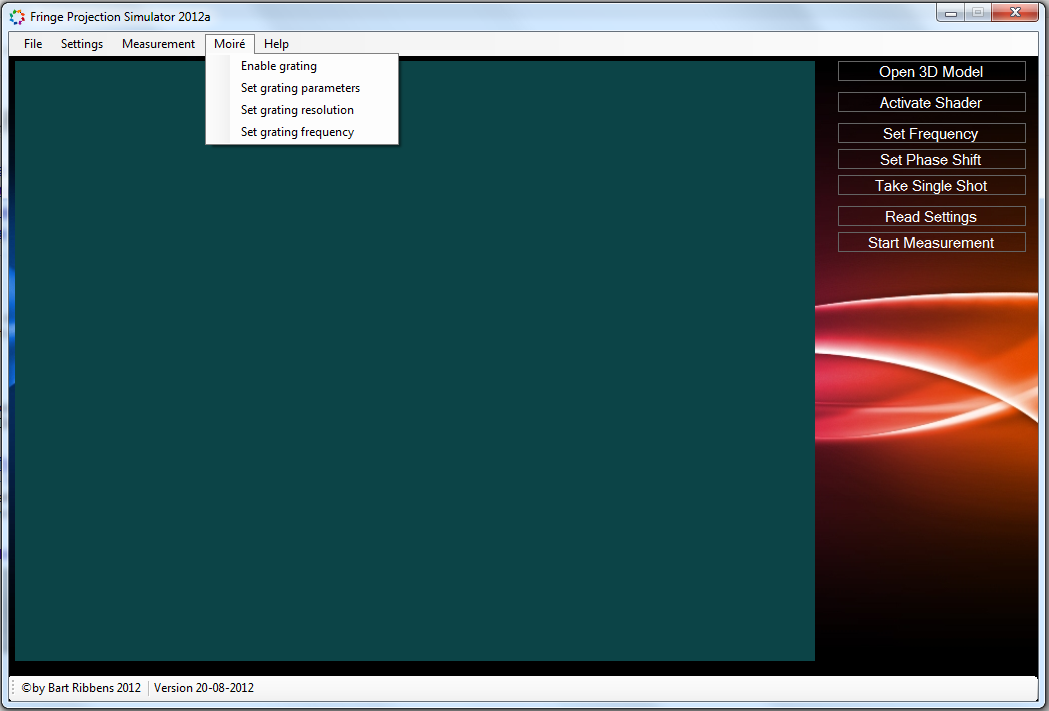 Fringe Projection Simulator 2012a
File Settings Measurement Moiré Help
Enable grating
Set grating parameters
Set grating resolution
Set grating frequency
Open 3D Model
Activate Shader
Set Frequency
Set Phase Shift
Take Single Shot
Read Settings
Start Measurement
©by Bart Ribbens 2012 Version 20-08-2012